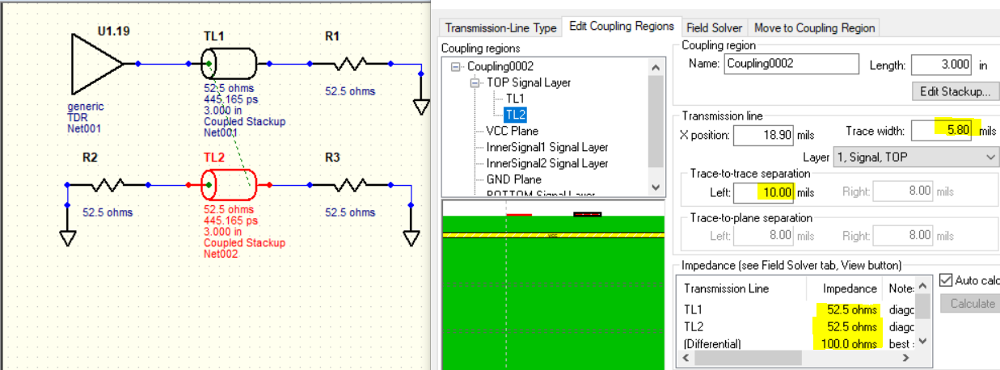 U1.19
TL1
R1
52.5 ohms
445.165 ps
3.000 in
Coupled Stackup
Net001
52.5 ohms
generic
TDR
Net001
R2
TL2
R3
52.5 ohms
52.5 ohms
445.165 ps
3.000 in
Coupled Stackup
Net002
52.5 ohms
Transmission-Line Type Edit Coupling Regions Field Solver Move to Coupling Region
Coupling regions
Coupling0002
TOP Signal Layer
TL1
TL2
VCC Plane
InnerSignal1 Signal Layer
InnerSignal2 Signal Layer
GND Plane
BOTTOM Signal Layer
VCC
Coupling region
Name: Coupling0002 Length: 3.000 in
Edit Stackup...
Transmission line
X position: 18.90 mils Trace width: 5.80 mils
Layer 1, Signal, TOP
Trace-to-trace separation
Left: 10.00 mils Right: 8.00 mils
Trace-to-plane separation
Left: 8.00 mils Right: 8.00 mils
Impedance (see Field Solver tab, View button)
Transmission Line Impedance Note:
TL1 52.5 ohms diagc
TL2 52.5 ohms diagc
(Differential) 100.0 ohms best :
Auto calc
Calculate